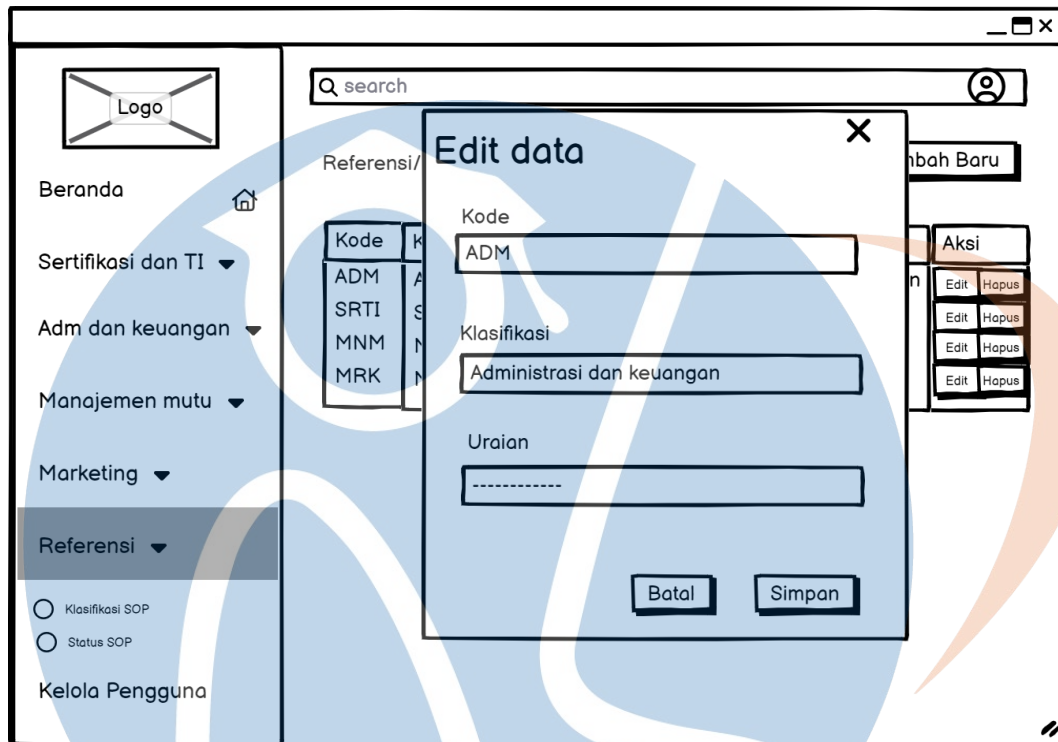 Logo
search
Referensi/
Edit data
mbah Baru
Beranda
Sertifikasi dan TI
Adm dan keuangan
Manajemen mutu
Marketing
Referensi
Klasifikasi SOP
Status SOP
Kelola Pengguna
Kode K Aksi
ADM A n Edit Hapus
SRTI S Edit Hapus
MNM M Edit Hapus
MRK M Edit Hapus
Kode
ADM
Klasifikasi
Administrasi dan keuangan
Uraian
------------
Batal Simpan